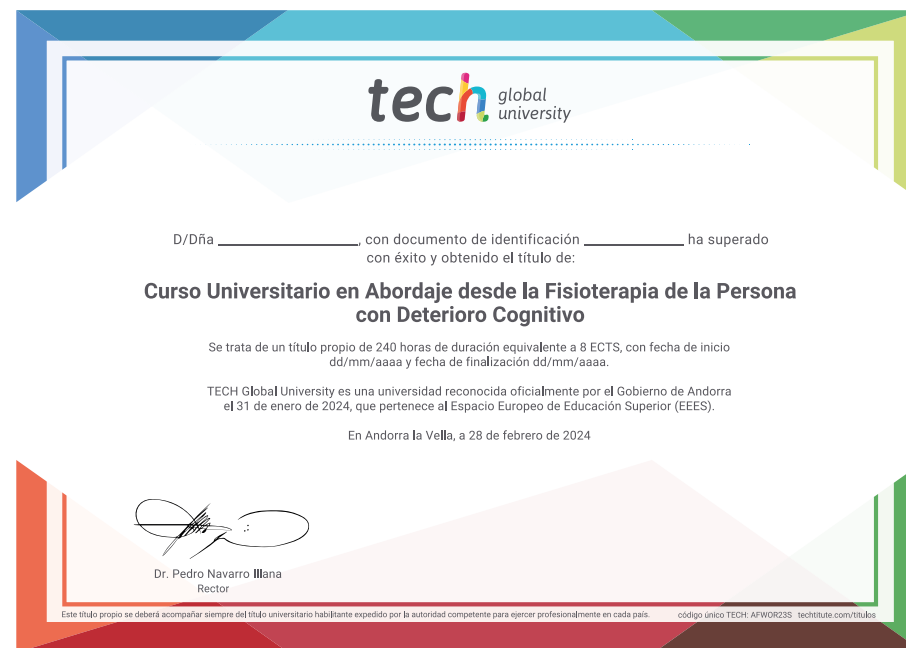 tech global
university
D/Dña ____________________, con documento de identificación ______________ ha superado
con éxito y obtenido el título de:
Curso Universitario en Abordaje desde la Fisioterapia de la Persona
con Deterioro Cognitivo
Se trata de un título propio de 240 horas de duración equivalente a 8 ECTS, con fecha de inicio
dd/mm/aaaa y fecha de finalización dd/mm/aaaa.
TECH Global University es una universidad reconocida oficialmente por el Gobierno de Andorra
el 31 de enero de 2024, que pertenece al Espacio Europeo de Educación Superior (EEES).
En Andorra la Vella, a 28 de febrero de 2024
Dr. Pedro Navarro Illana
Rector
Este título propio se deberá acompañar siempre del título universitario habilitante expedido por la autoridad competente para ejercer profesionalmente en cada país. código único TECH: AFWOR23S techtitute.com/titulos